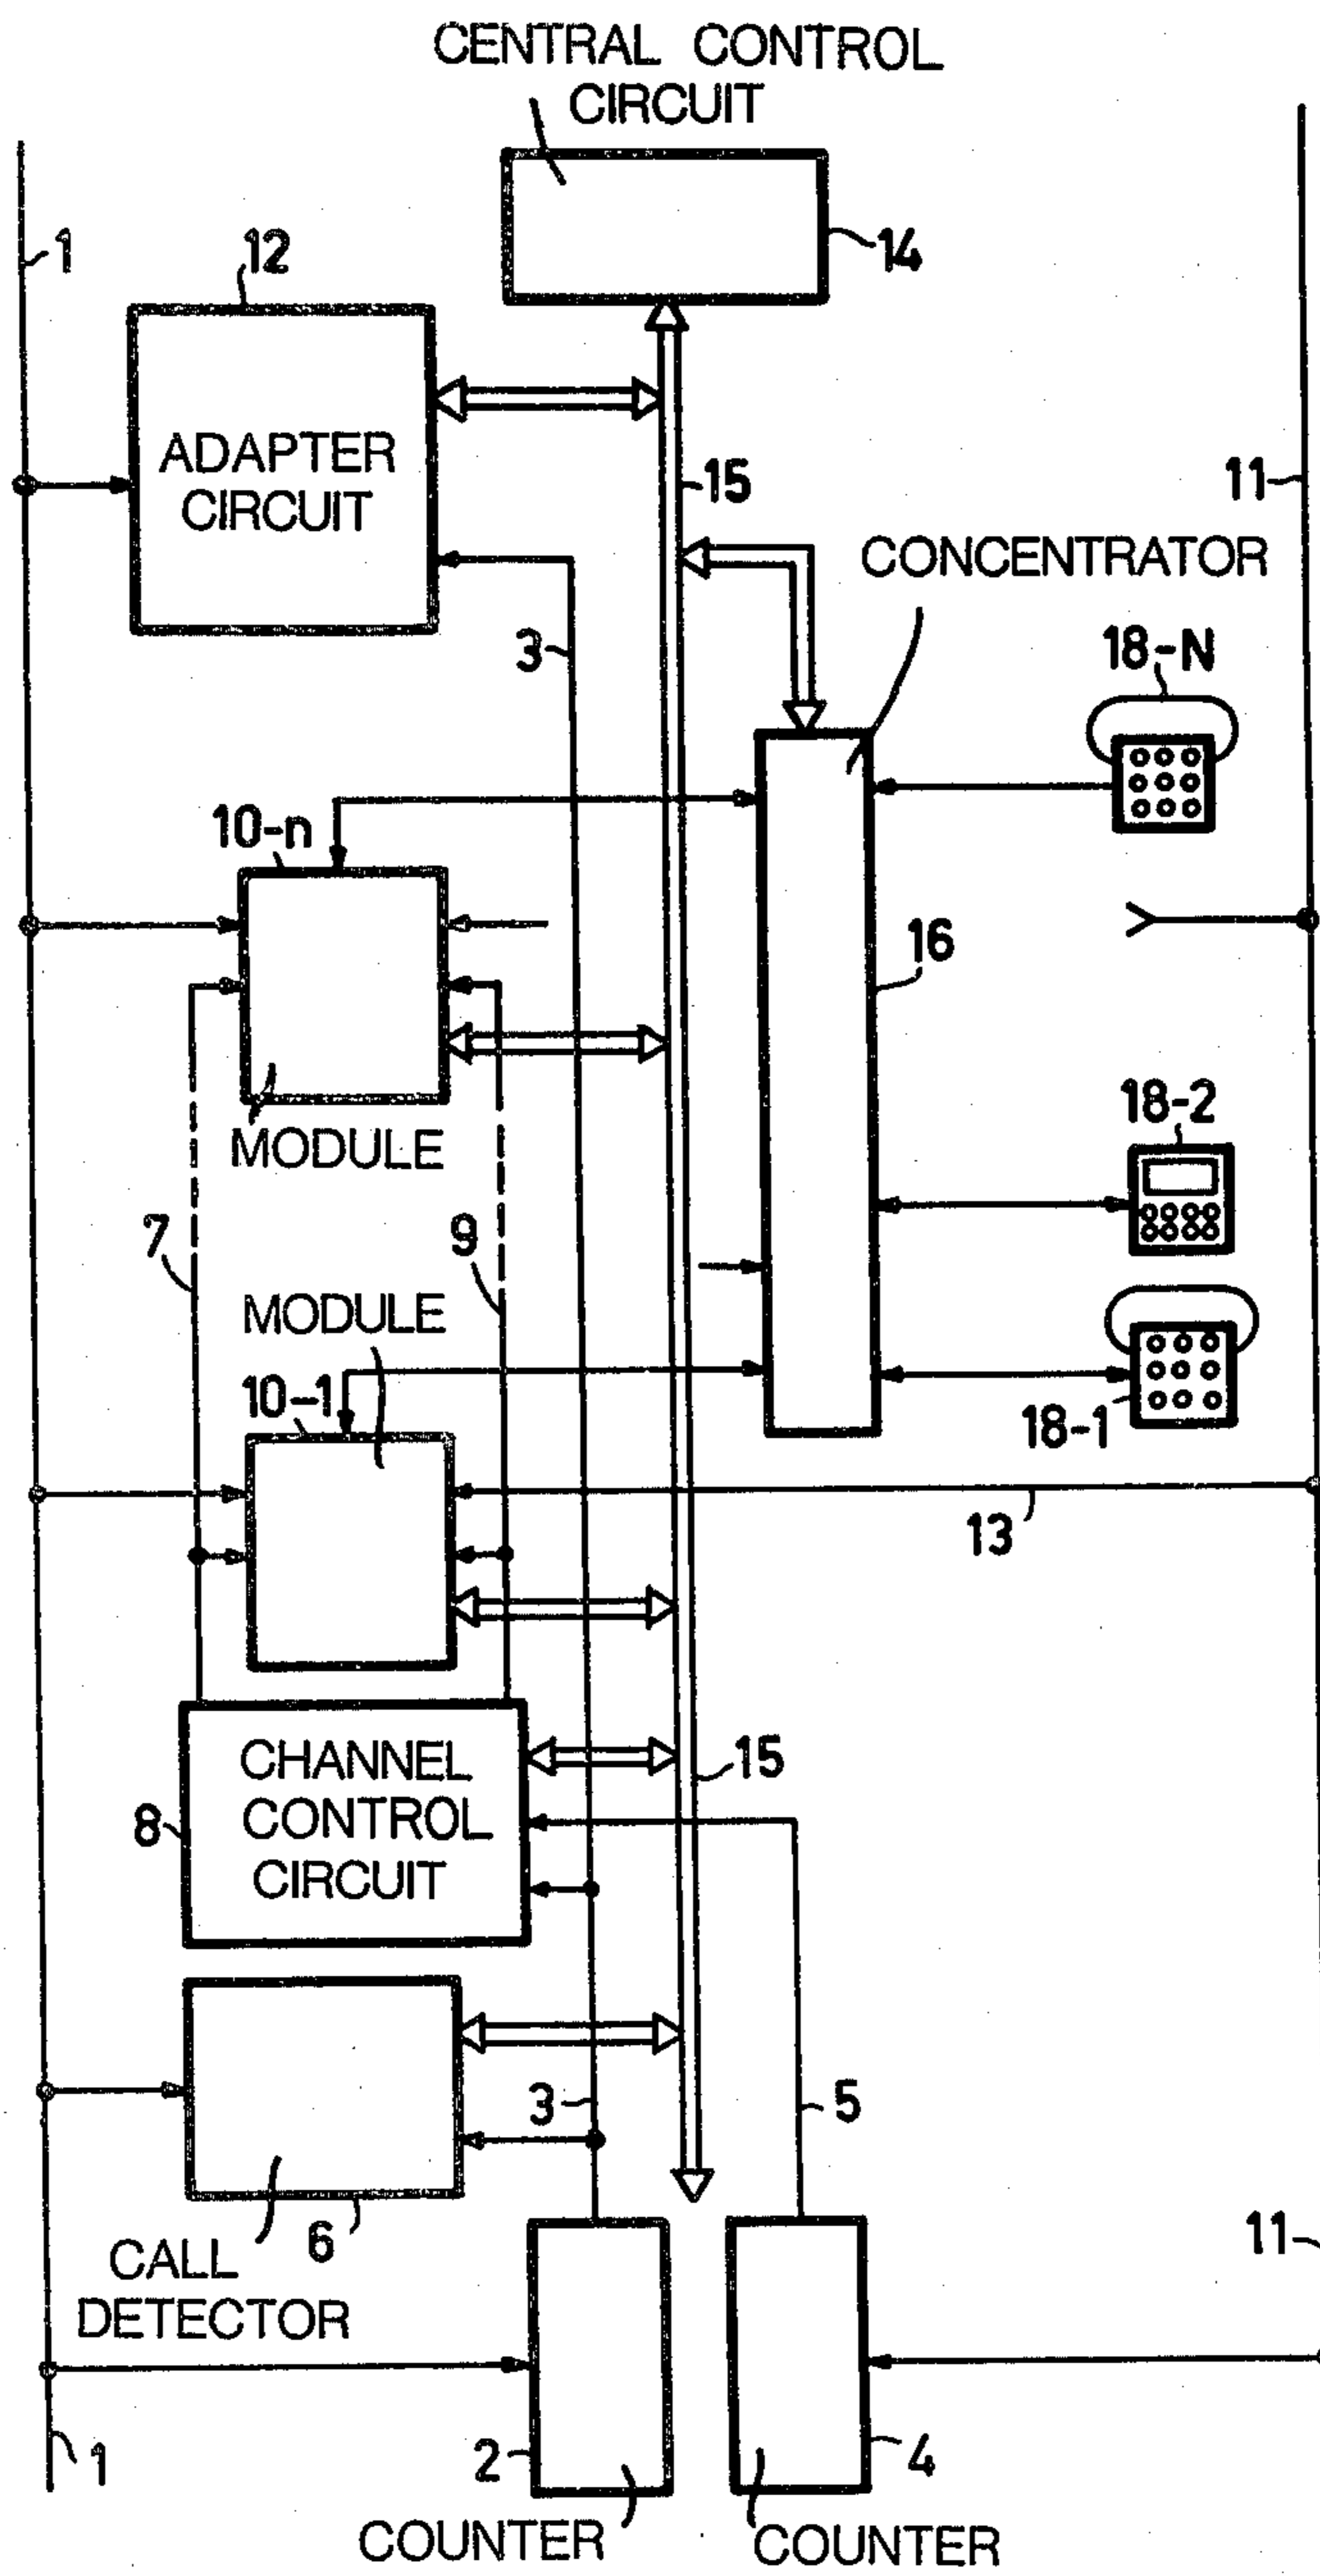 CENTRAL CONTROL
CIRCUIT
1
12
14
ADAPTER
CIRCUIT
15
11
CONCENTRATOR
3
18-N
10-n
16
MODULE
18-2
7
9
MODULE
10-1
18-1
13
CHANNEL
CONTROL
CIRCUIT
15
8
3
5
6
11
CALL
DETECTOR
1
2
4
COUNTER
COUNTER